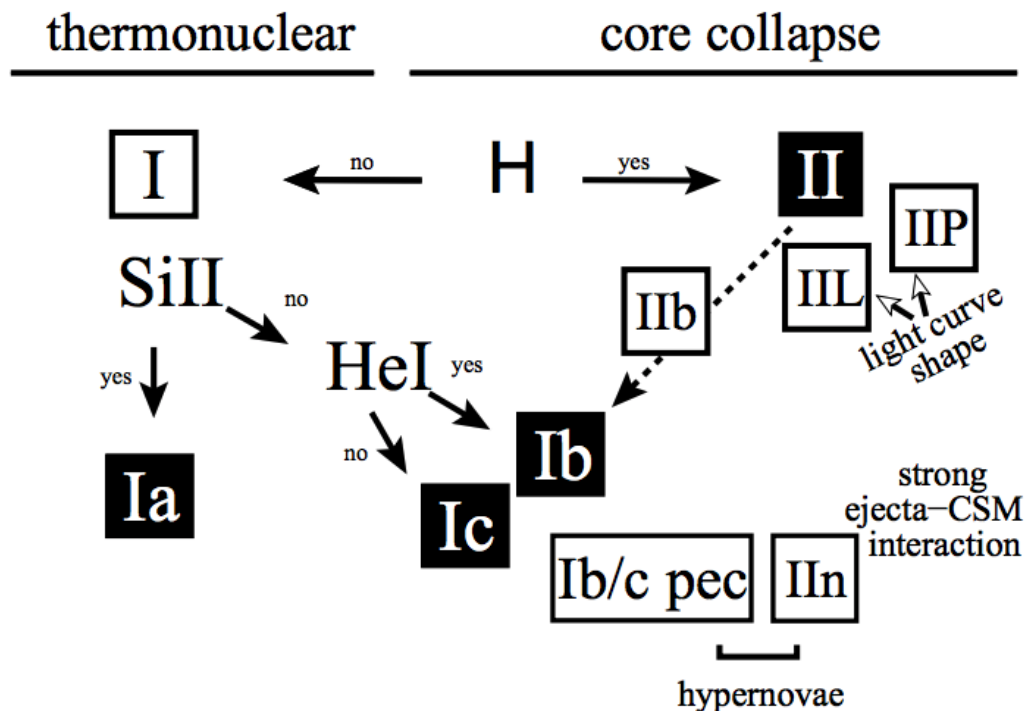 thermonuclear
core collapse
I
no
H
yes
II
IIP
SiII
no
IIb
IIL
light curve
shape
yes
HeI
yes
no
Ia
Ib
Ic
strong
ejecta−CSM
interaction
Ib/c pec
IIn
hypernovae